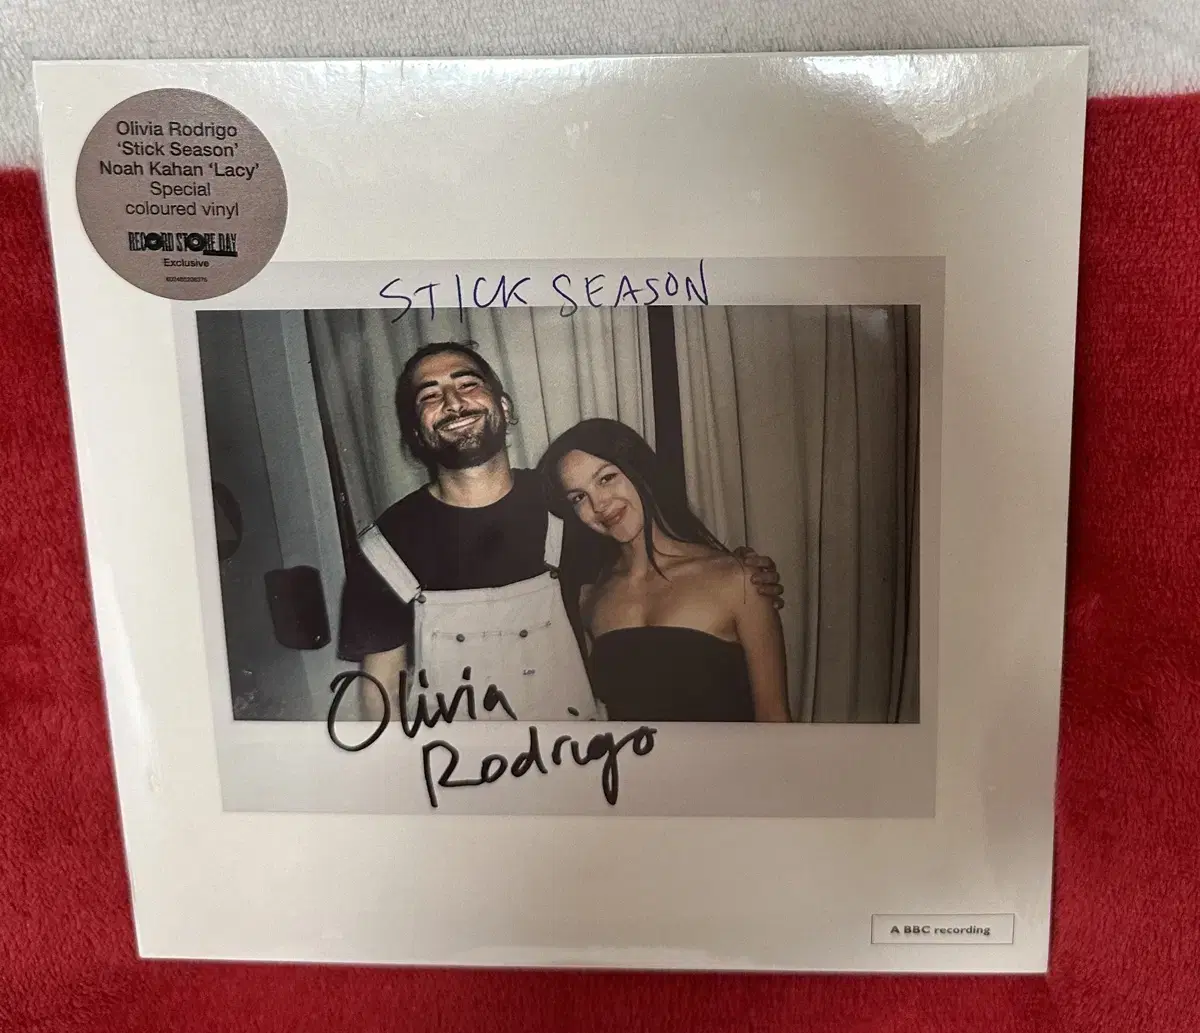 Olivia Rodrigo
‘Stick Season’
Noah Kahan ‘Lacy’
Special
coloured vinyl
RECORD STORE DAY
Exclusive
STICK SEASON
Lee
Olivia
Rodrigo
A BBC recording